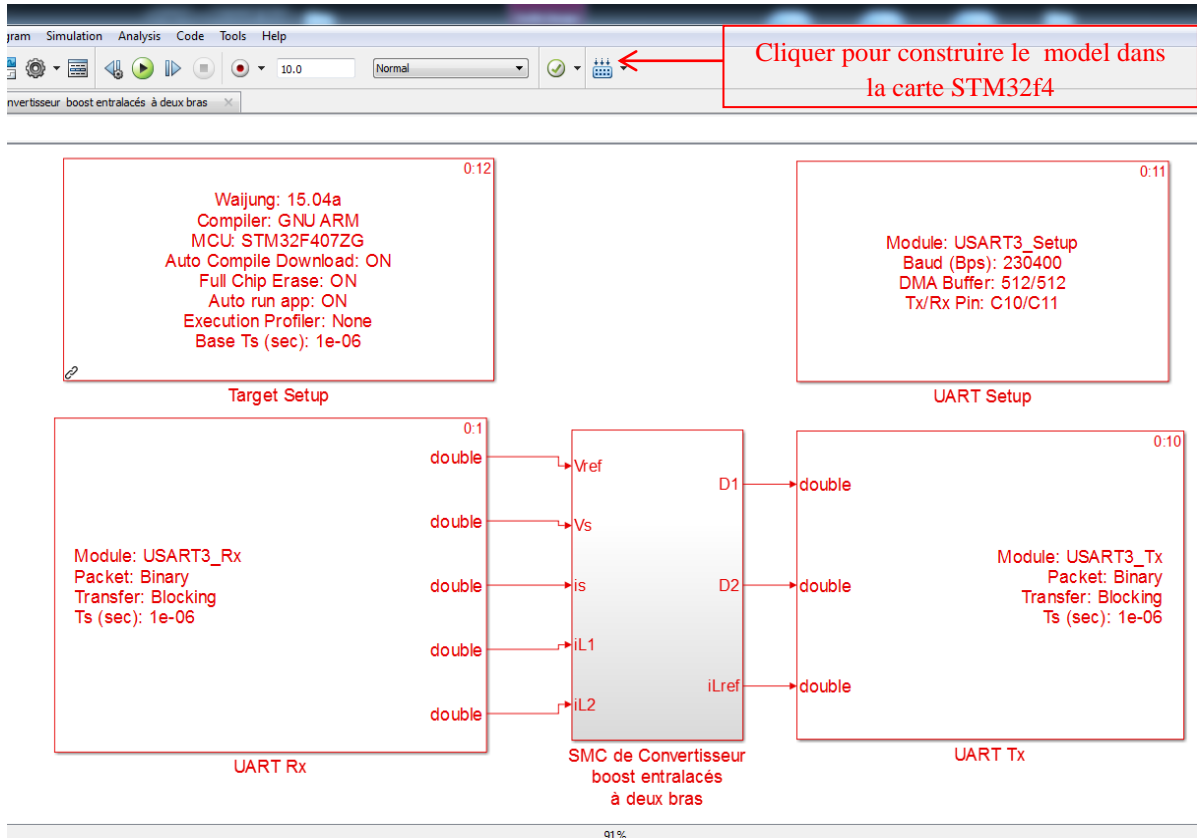 Simulation Analysis Code Tools Help
Cliquer pour construire le model dans
la carte STM32f4
10.0
Normal
boost entralacés à deux bras
0:12
Waijung: 15.04a
Compiler: GNU ARM
MCU: STM32F407ZG
Auto Compile Download: ON
Full Chip Erase: ON
Auto run app: ON
Execution Profiler: None
Base Ts (sec): 1e-06
Target Setup
0:11
Module: USART3_Setup
Baud (Bps): 230400
DMA Buffer: 512/512
Tx/Rx Pin: C10/C11
UART Setup
0:1
double
double
double
double
double
Module: USART3_Rx
Packet: Binary
Transfer: Blocking
Ts (sec): 1e-06
UART Rx
Vref
Vs
is
iL1
iL2
D1
D2
iLref
SMC de Convertisseur
boost entralacés
à deux bras
0:10
double
double
double
Module: USART3_Tx
Packet: Binary
Transfer: Blocking
Ts (sec): 1e-06
UART Tx
91%